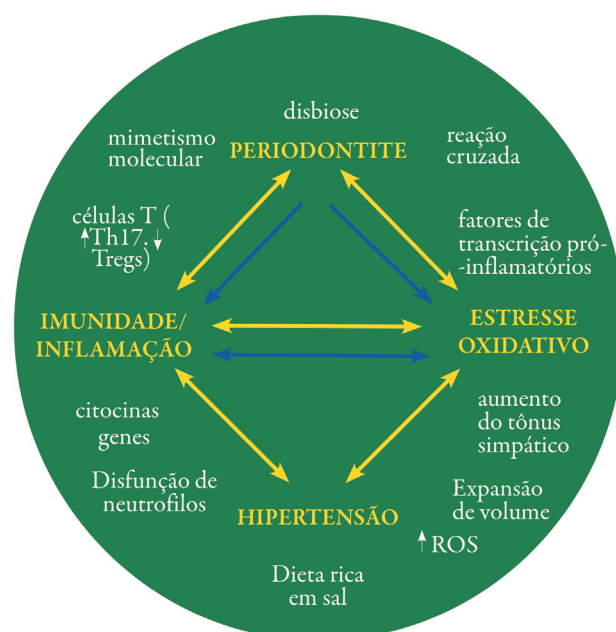 disbiose
mimetismo
molecular
PERIODONTITE
reação
cruzada
células T (
↑Th17. ↓
Tregs)
fatores de
transcrição pró-
-inflamatórios
IMUNIDADE/
INFLAMAÇÃO
ESTRESSE
OXIDATIVO
citocinas
genes
aumento
do tônus
simpático
Disfunção de
neutrofilos
HIPERTENSÃO
Expansão
de volume
↑ ROS
Dieta rica
em sal